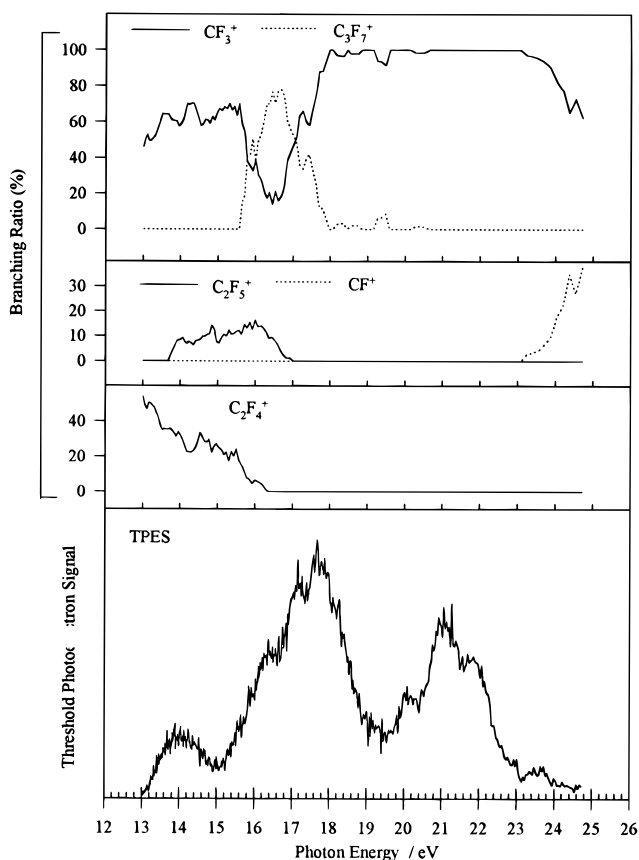 CF3+ C3F7+
100
80
60
40
20
0
C2F5+ CF+
30
20
10
0
C2F4+
40
20
0
Branching Ratio (%)
TPES
Threshold Photoe :tron Signal
12 13 14 15 16 17 18 19 20 21 22 23 24 25 26
Photon Energy / eV